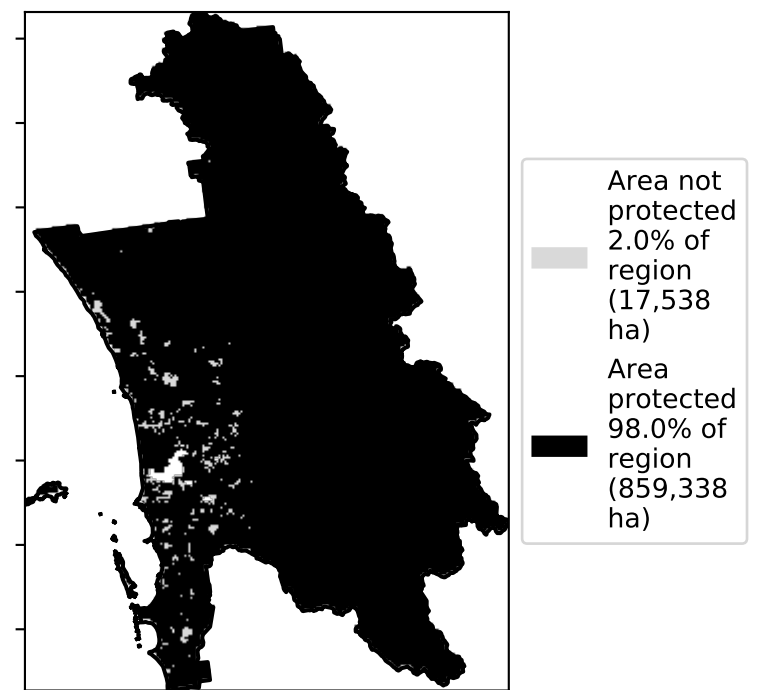 Area not
protected
2.0% of
region
(17,538
ha)
Area
protected
98.0% of
region
(859,338
ha)